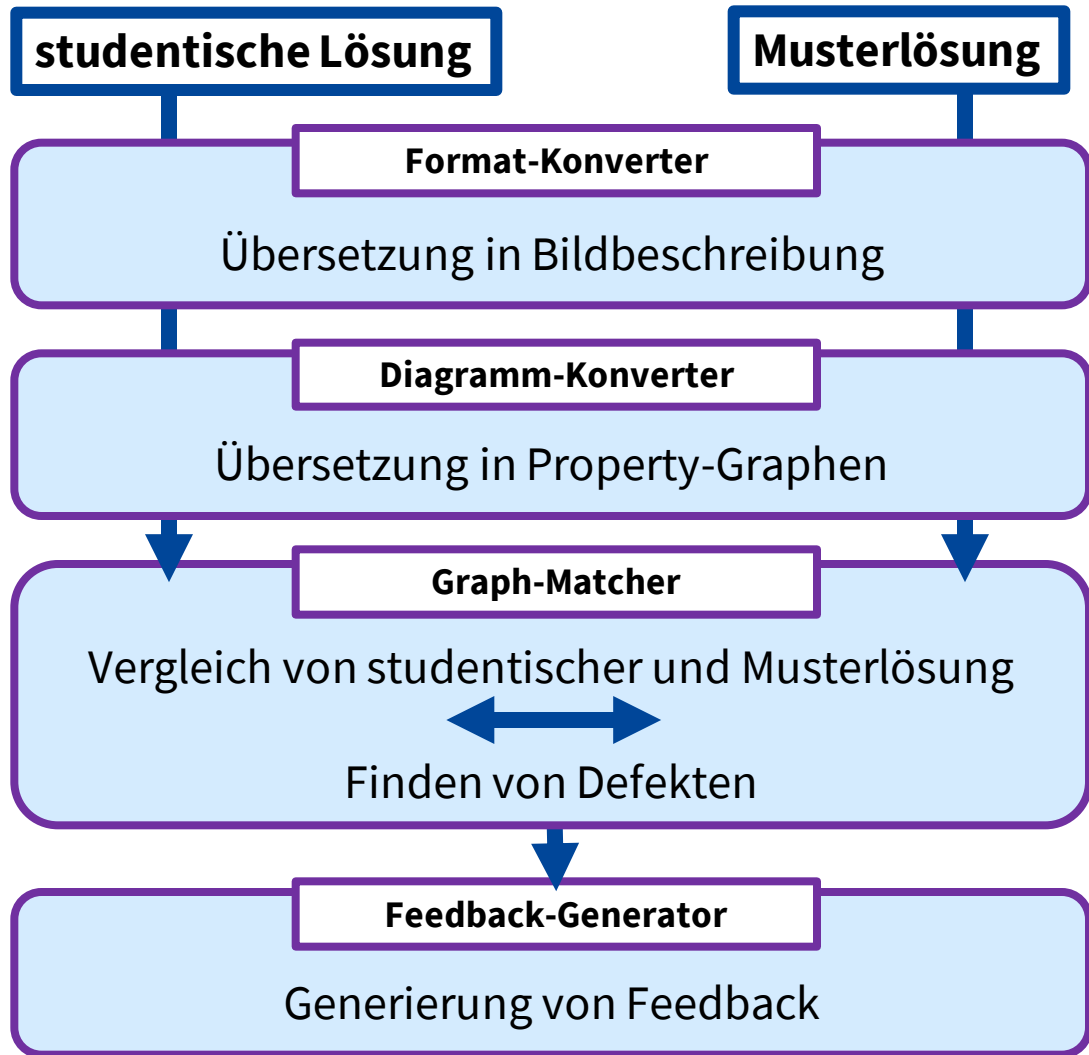 studentische Lösung
Musterlösung
Format-Konverter
Übersetzung in Bildbeschreibung
Diagramm-Konverter
Übersetzung in Property-Graphen
Graph-Matcher
Vergleich von studentischer und Musterlösung
Finden von Defekten
Feedback-Generator
Generierung von Feedback